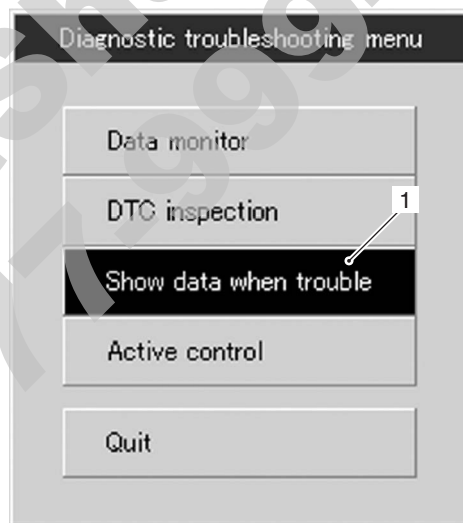 Diagnostic troubleshooting menu
Data monitor
DTC inspection
1
Show data when trouble
Active control
Quit